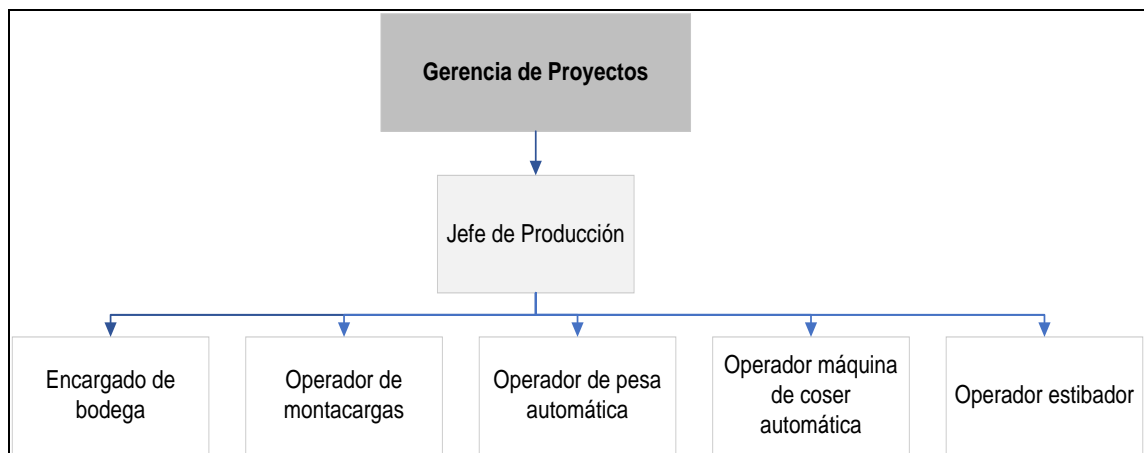 Gerencia de Proyectos
Jefe de Producción
Encargado de
bodega
Operador de
montacargas
Operador de pesa
automática
Operador máquina
de coser
automática
Operador estibador